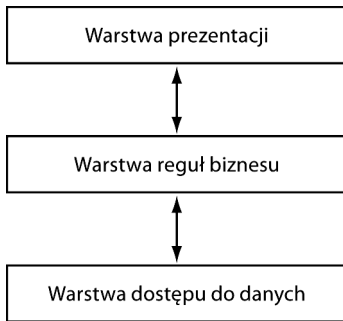 Warstwa prezentacji
Warstwa reguł biznesu
Warstwa dostępu do danych